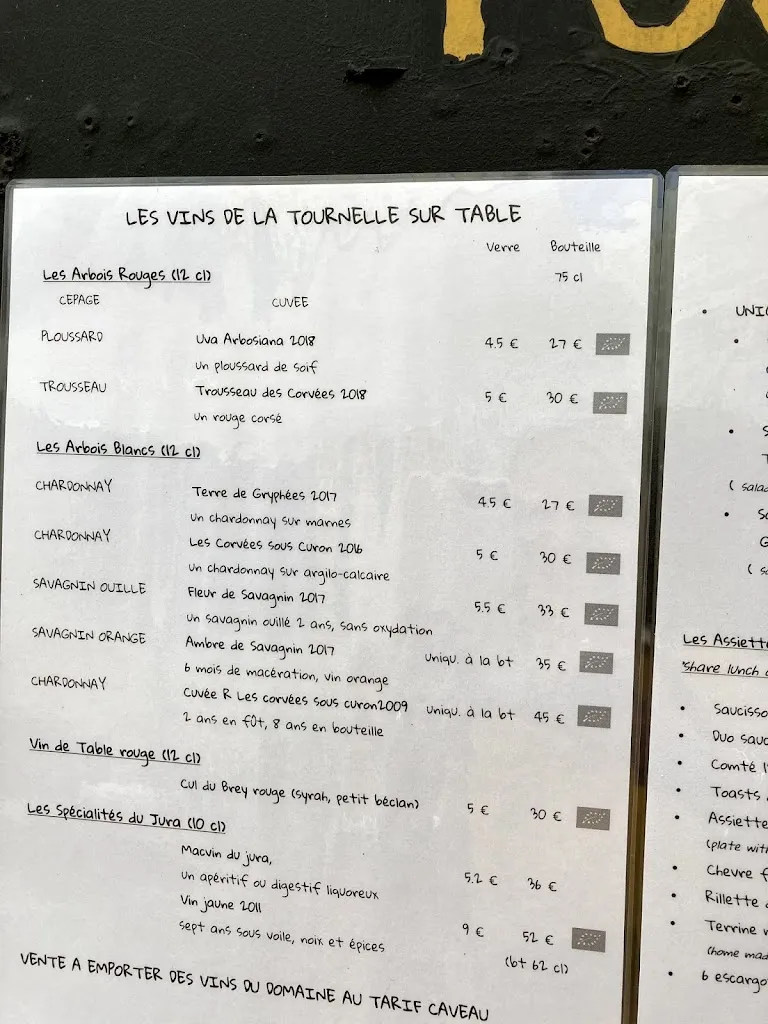 LES VINS DE LA TOURNELLE SUR TABLE
Verre Bouteille
Les Arbois Rouges (12 cl) 75 cl
CEPAGE CUVEE
PLOUSSARD Uva Arbosiana 2018 4.5 € 27 €
un ploussard de soif
TROUSSEAU Trousseau des Corvées 2018 5 € 30 €
un rouge corsé
Les Arbois Blancs (12 cl)
CHARDONNAY Terre de Gryphées 2017 4.5 € 27 €
un chardonnay sur marnes
CHARDONNAY Les Corvées sous Curon 2016 5 € 30 €
un chardonnay sur argilo-calcaire
SAVAGNIN OUILLE Fleur de Savagnin 2017 5.5 € 33 €
un savagnin ouillé 2 ans, sans oxydation
SAVAGNIN ORANGE Ambre de Savagnin 2017 uniqu. à la bt 35 €
6 mois de macération, vin orange
CHARDONNAY Cuvée R Les corvées sous curon2009 uniqu. à la bt 45 €
2 ans en fût, 8 ans en bouteille
Vin de Table rouge (12 cl)
Cul du Brey rouge (syrah, petit béclan) 5 € 30 €
Les Spécialités du Jura (10 cl)
Macvin du jura, 5.2 € 36 €
un apéritif ou digestif liquoreux
Vin jaune 2011 9 € 52 €
sept ans sous voile, noix et épices (bt 62 cl)
VENTE A EMPORTER DES VINS DU DOMAINE AU TARIF CAVEAU
Les Assiett
"share lunch
Saucisso
Duo sauc
Comté
Toasts
Assiette
(plate wit
Chevre f
Rillette
Terrine
(home mad
6 escargo